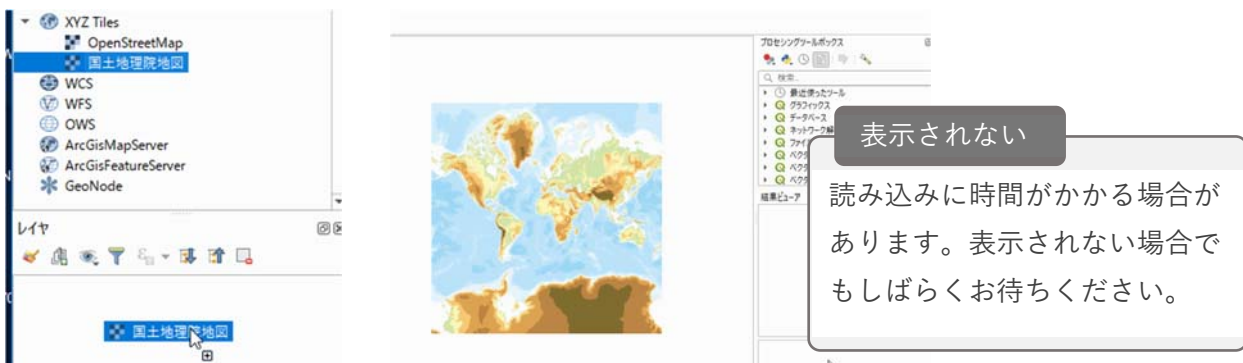 XYZ Tiles
OpenStreetMap
国土地理院地図
WCS
WFS
OWS
ArcGisMapServer
ArcGisFeatureServer
GeoNode
レイヤ
国土地理院地図
プロセシングツールボックス
検索...
最近使ったツール
グラフィックス
データベース
ネットワーク解
ファイ
ベクタ
ベクタ
ベクタ
結果ビューア
表示されない
読み込みに時間がかかる場合が
あります。表示されない場合で
もしばらくお待ちください。